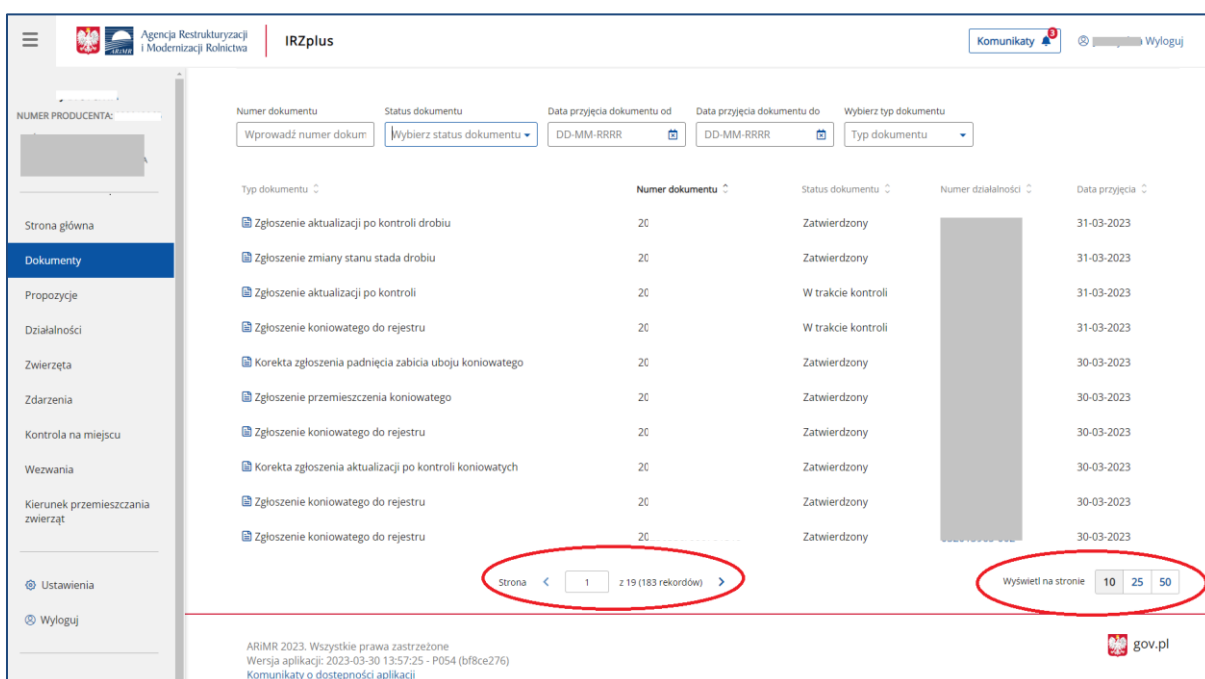 Agencja Restrukturyzacji
i Modernizacji Rolnictwa
IRZplus
Komunikaty 3
Wyloguj
NUMER PRODUCENTA:
Strona główna
Dokumenty
Propozycje
Działalności
Zwierzęta
Zdarzenia
Kontrola na miejscu
Wezwania
Kierunek przemieszczania
zwierząt
Ustawienia
Wyloguj
Numer dokumentu Status dokumentu Data przyjęcia dokumentu od Data przyjęcia dokumentu do Wybierz typ dokumentu
Wprowadź numer dokum Wybierz status dokumentu DD-MM-RRRR DD-MM-RRRR Typ dokumentu
Typ dokumentu Numer dokumentu Status dokumentu Numer działalności Data przyjęcia
Zgłoszenie aktualizacji po kontroli drobiu 20 Zatwierdzony 31-03-2023
Zgłoszenie zmiany stanu stada drobiu 20 Zatwierdzony 31-03-2023
Zgłoszenie aktualizacji po kontroli 20 W trakcie kontroli 31-03-2023
Zgłoszenie koniowatego do rejestru 20 W trakcie kontroli 31-03-2023
Korekta zgłoszenia padnięcia zabicia uboju koniowatego 20 Zatwierdzony 30-03-2023
Zgłoszenie przemieszczenia koniowatego 20 Zatwierdzony 30-03-2023
Zgłoszenie koniowatego do rejestru 20 Zatwierdzony 30-03-2023
Korekta zgłoszenia aktualizacji po kontroli koniowatych 20 Zatwierdzony 30-03-2023
Zgłoszenie koniowatego do rejestru 20 Zatwierdzony 30-03-2023
Zgłoszenie koniowatego do rejestru 20 Zatwierdzony 30-03-2023
Strona 1 z 19 (183 rekordów) Wyświetl na stronie 10 25 50
ARiMR 2023. Wszystkie prawa zastrzeżone
Wersja aplikacji: 2023-03-30 13:57:25 - P054 (bf8ce276)
Komunikaty o dostępności aplikacji
gov.pl